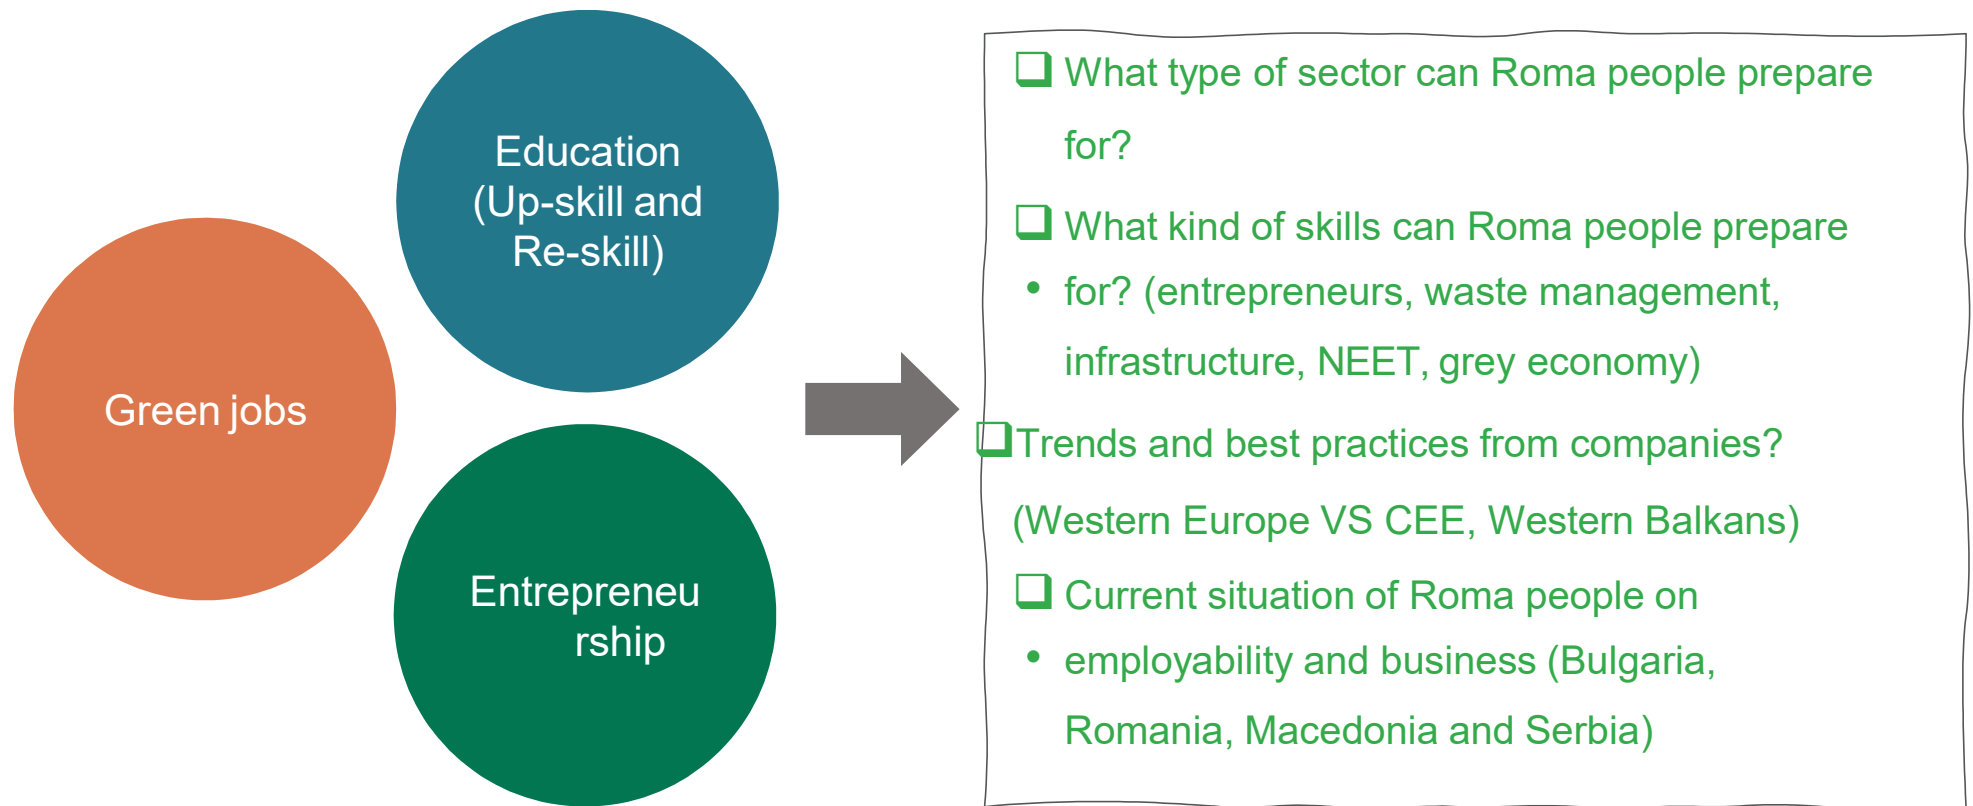 Green jobs
Education
(Up-skill and
Re-skill)
Entrepreneu
rship
❑ What type of sector can Roma people prepare
for?
❑ What kind of skills can Roma people prepare
• for? (entrepreneurs, waste management,
infrastructure, NEET, grey economy)
❑Trends and best practices from companies?
(Western Europe VS CEE, Western Balkans)
❑ Current situation of Roma people on
• employability and business (Bulgaria,
Romania, Macedonia and Serbia)